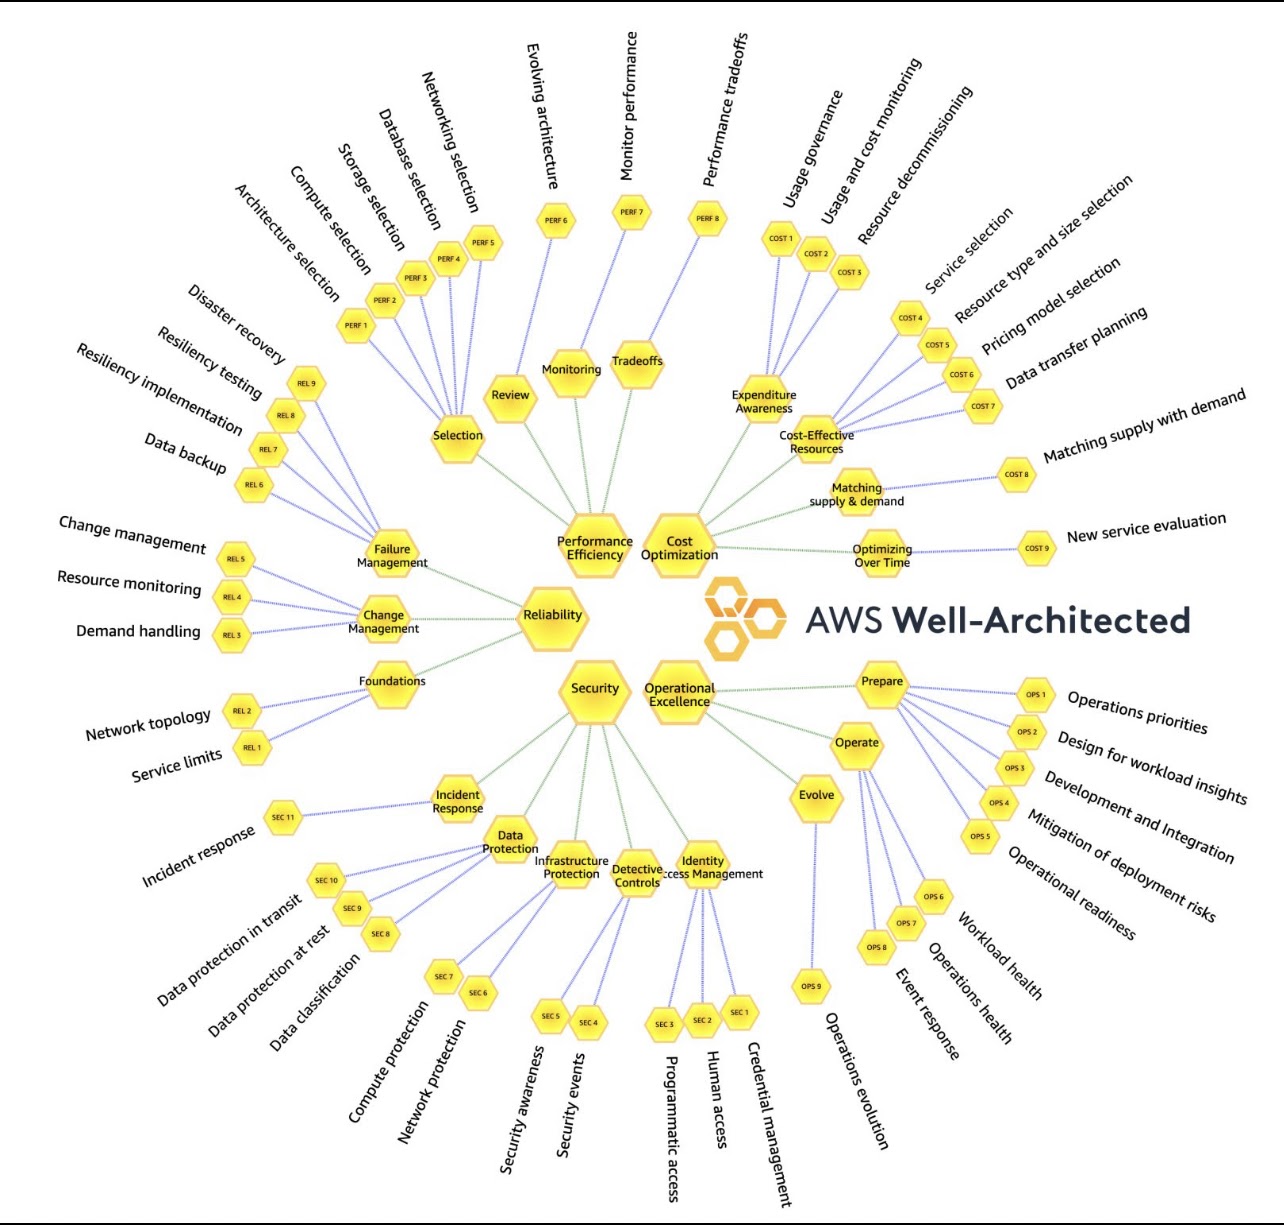 Evolving architecture
Monitor performance
Performance tradeoffs
Networking selection
Database selection
Storage selection
Compute selection
Architecture selection
Usage governance
Usage and cost monitoring
Resource decommissioning
Service selection
Resource type and size selection
Pricing model selection
Data transfer planning
Matching supply with demand
New service evaluation
PERF 1
PERF 2
PERF 3
PERF 4
PERF 5
PERF 6
PERF 7
PERF 8
COST 1
COST 2
COST 3
COST 4
COST 5
COST 6
COST 7
COST 8
COST 9
Selection
Review
Monitoring
Tradeoffs
Expenditure
Awareness
Cost-Effective
Resources
Matching
supply & demand
Optimizing
Over Time
Performance
Efficiency
Cost
Optimization
Disaster recovery
Resiliency testing
Resiliency implementation
Data backup
Change management
Resource monitoring
Demand handling
Network topology
Service limits
REL 9
REL 8
REL 7
REL 6
REL 5
REL 4
REL 3
REL 2
REL 1
Failure
Management
Change
Management
Foundations
Reliability
AWS Well-Architected
Security
Operational
Excellence
Prepare
Operate
Evolve
OPS 1
OPS 2
OPS 3
OPS 4
OPS 5
OPS 6
OPS 7
OPS 8
OPS 9
Operations priorities
Design for workload insights
Development and Integration
Mitigation of deployment risks
Operational readiness
Workload health
Operations health
Event response
Operations evolution
Incident
Response
Data
Protection
Infrastructure
Protection
Detective
Controls
Identity
ccess Management
SEC 11
SEC 10
SEC 9
SEC 8
SEC 7
SEC 6
SEC 5
SEC 4
SEC 3
SEC 2
SEC 1
Incident response
Data protection in transit
Data protection at rest
Data classification
Compute protection
Network protection
Security awareness
Security events
Programmatic access
Human access
Credential management